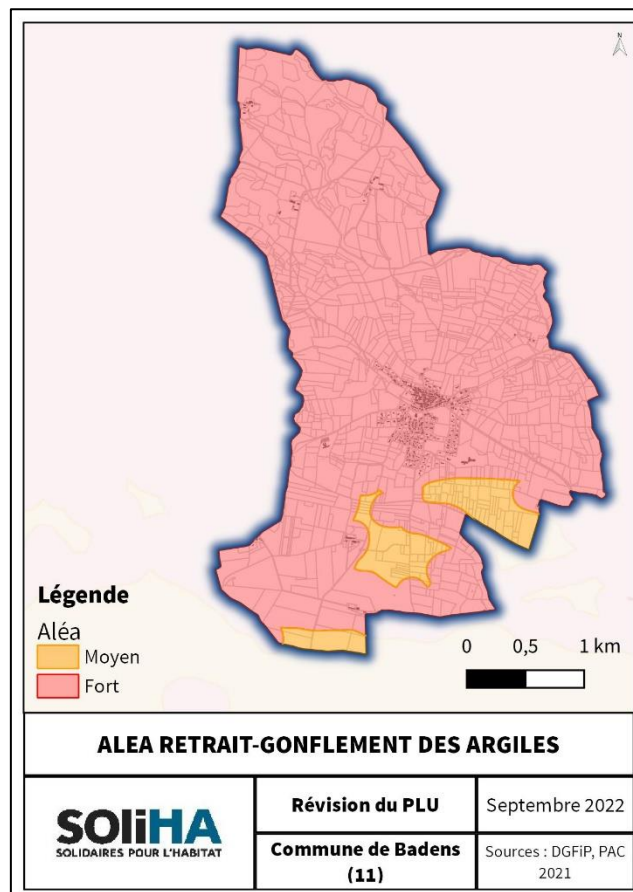 N
Légende
Aléa
Moyen
Fort
0 0,5 1 km
ALEA RETRAIT-GONFLEMENT DES ARGILES
SOLiHA
SOLIDAIRES POUR L'HABITAT
Révision du PLU
Septembre 2022
Commune de Badens
(11)
Sources : DGFiP, PAC
2021